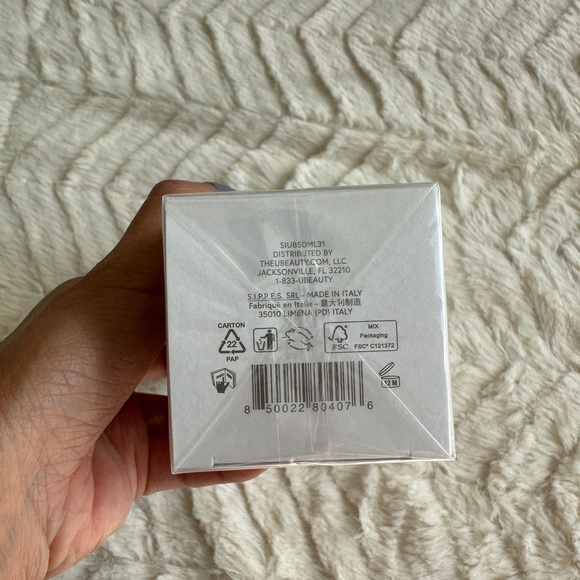 SIUB50ML31
DISTRIBUTED BY
THEUBEAUTY.COM, LLC
JACKSONVILLE, FL 32210
1-833-UBEAUTY
S.I.P.P.E.S. SRL - MADE IN ITALY
Fabriqué en Italie - 意大利制造
35010 LIMENA (PD) ITALY
CARTON
22
PAP
FSC
MIX
Packaging
FSC® C121372
12 M
8 50022 80407 6